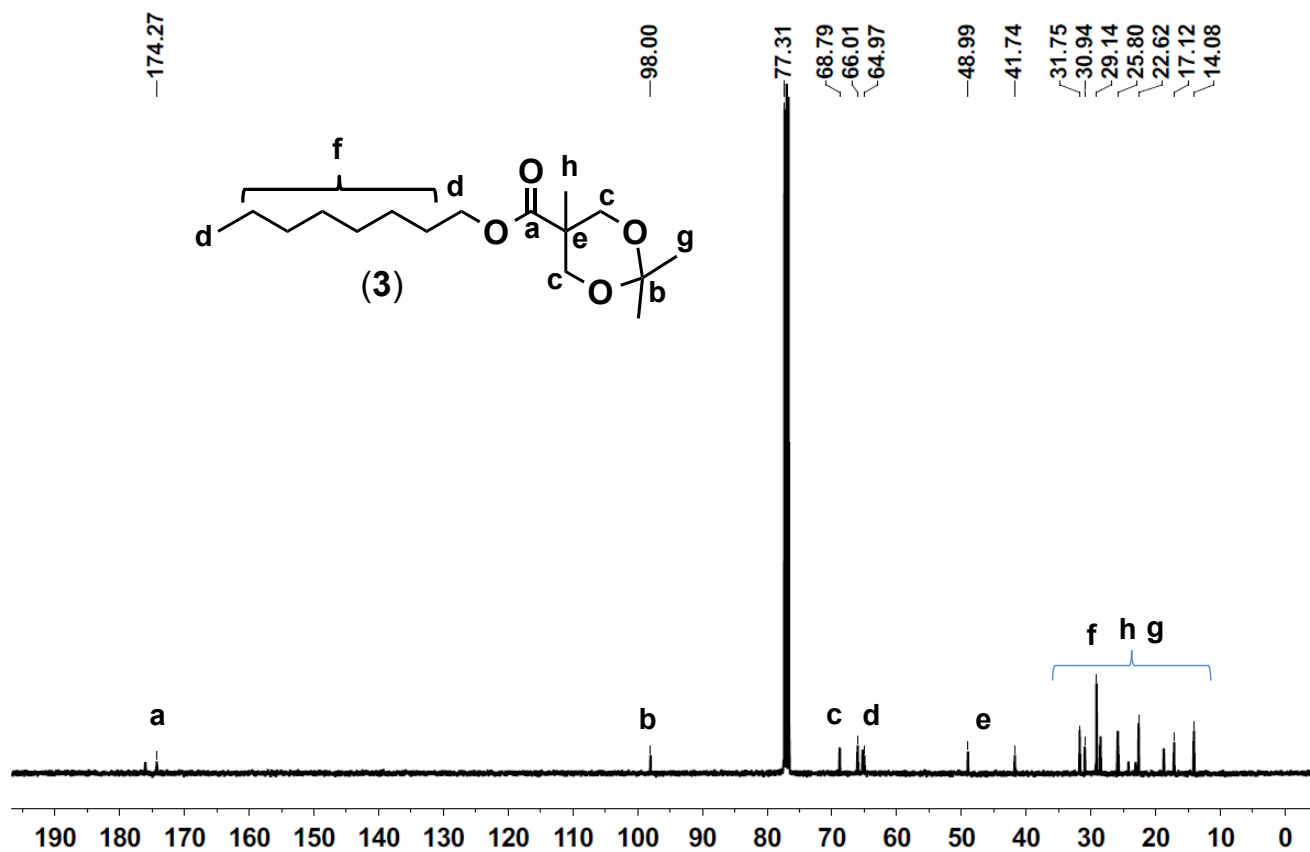 -174.27
-98.00
-77.31
68.79
66.01
64.97
-48.99
-41.74
31.75
30.94
29.14
25.80
22.62
17.12
14.08
f
h
O
d
c
d
O
a
e
O
g
c
O
b
(3)
f h g
a
b
c d
e
190 180 170 160 150 140 130 120 110 100 90 80 70 60 50 40 30 20 10 0